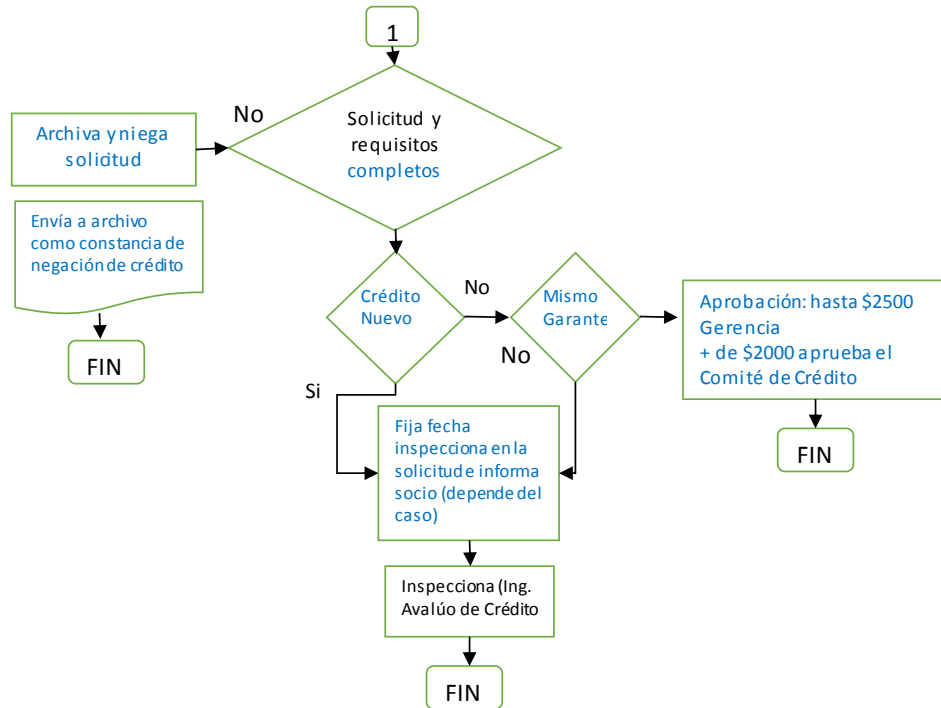 1
No
Solicitud y
requisitos
completos
Archiva y niega
solicitud
Envía a archivo
como constancia de
negación de crédito
FIN
Crédito
Nuevo
No
Mismo
Garante
No
Aprobación: hasta $2500
Gerencia
+ de $2000 aprueba el
Comité de Crédito
FIN
Si
Fija fecha
inspecciona en la
solicitud e informa
socio (depende del
caso)
Inspecciona (Ing.
Avalúo de Crédito
FIN